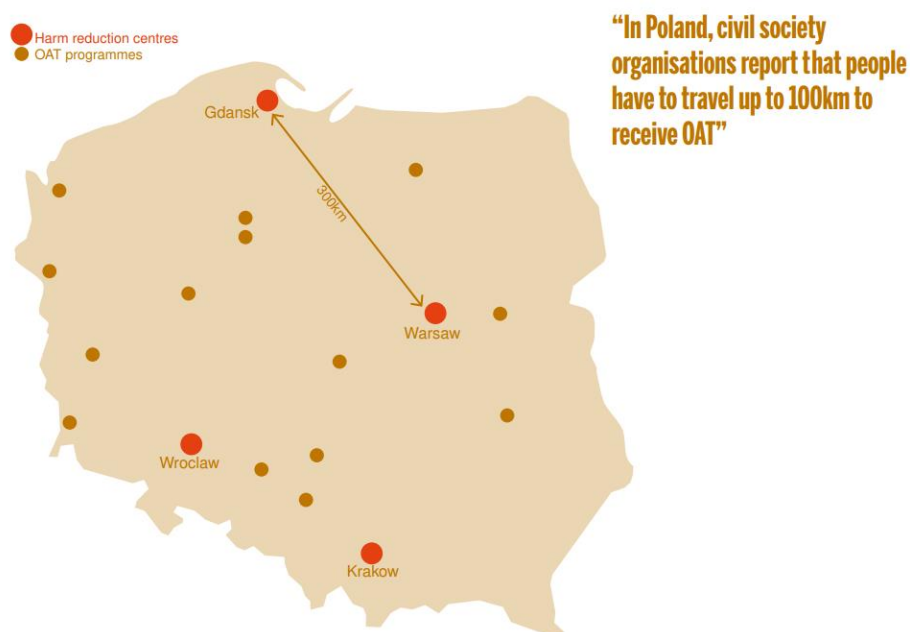 Harm reduction centres
OAT programmes
“In Poland, civil society
organisations report that people
have to travel up to 100km to
receive OAT”
Gdansk
300km
Warsaw
Wroclaw
Krakow